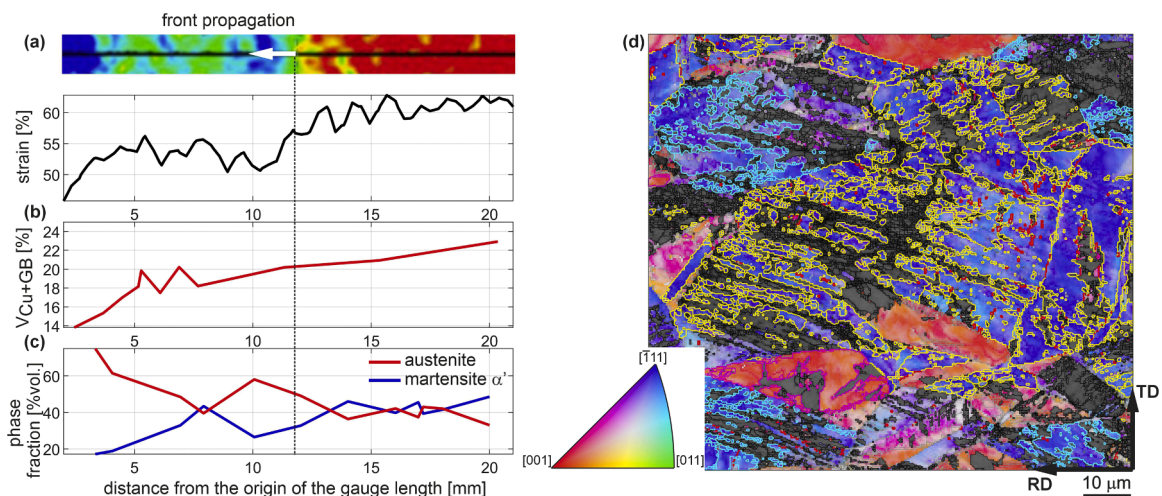 front propagation
(a)
strain [%]
60
55
50
5 10 15 20
(b)
VCu+GB [%]
24
22
20
18
16
14
5 10 15 20
(c)
austenite
martensite α'
phase
fraction [%vol.]
60
40
20
5 10 15 20
distance from the origin of the gauge length [mm]
(d)
[1̅11]
[001] [011]
TD
RD
10 μm